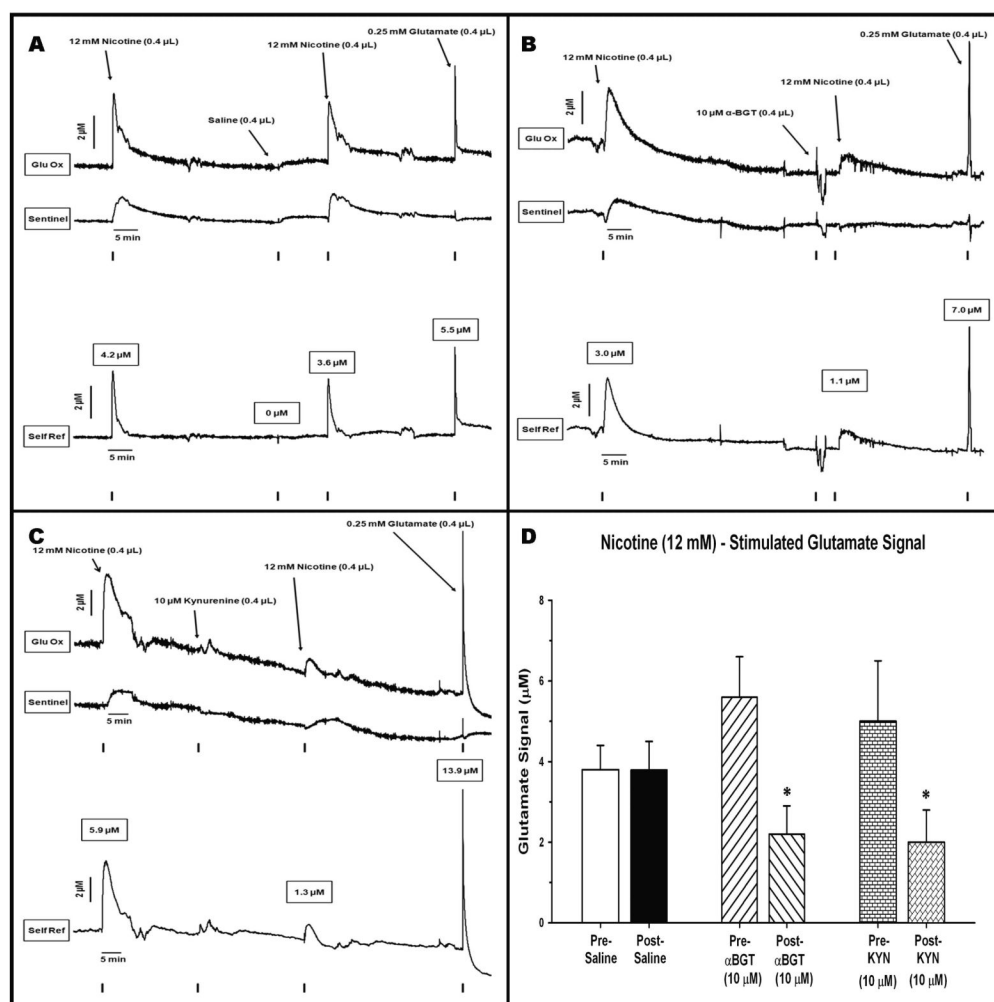 A
12 mM Nicotine (0.4 µL)
12 mM Nicotine (0.4 µL)
0.25 mM Glutamate (0.4 µL)
Saline (0.4 µL)
2 µM
Glu Ox
Sentinel
5 min
4.2 µM
0 µM
3.6 µM
5.5 µM
2 µM
Self Ref
5 min
B
0.25 mM Glutamate (0.4 µL)
12 mM Nicotine (0.4 µL)
12 mM Nicotine (0.4 µL)
10 µM α-BGT (0.4 µL)
2 µM
Glu Ox
Sentinel
5 min
7.0 µM
3.0 µM
1.1 µM
2 µM
Self Ref
5 min
C
0.25 mM Glutamate (0.4 µL)
12 mM Nicotine (0.4 µL)
12 mM Nicotine (0.4 µL)
10 µM Kynurenine (0.4 µL)
2 µM
Glu Ox
Sentinel
5 min
13.9 µM
5.9 µM
1.3 µM
2 µM
Self Ref
5 min
D
Nicotine (12 mM) - Stimulated Glutamate Signal
Glutamate Signal (µM)
8
6
4
2
0
*
*
Pre-
Saline
Post-
Saline
Pre-
αBGT
(10 µM)
Post-
αBGT
(10 µM)
Pre-
KYN
(10 µM)
Post-
KYN
(10 µM)